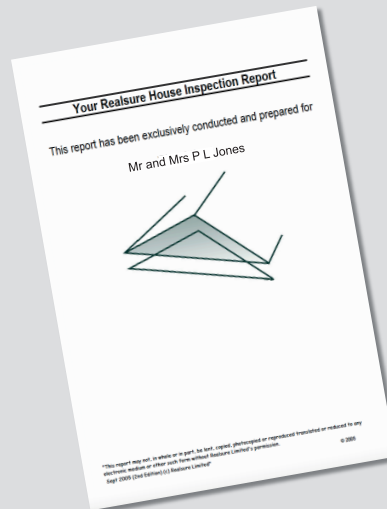 Your Realsure House Inspection Report
This report has been exclusively conducted and prepared for
Mr and Mrs P L Jones
"This report may not, in whole or in part, be lent, copied, photocopied or reproduced translated or reduced to any
electronic medium or other such form without Realsure Limited's permission.
Sept 2005 (2nd Edition).(c) Realsure Limited"
© 2005